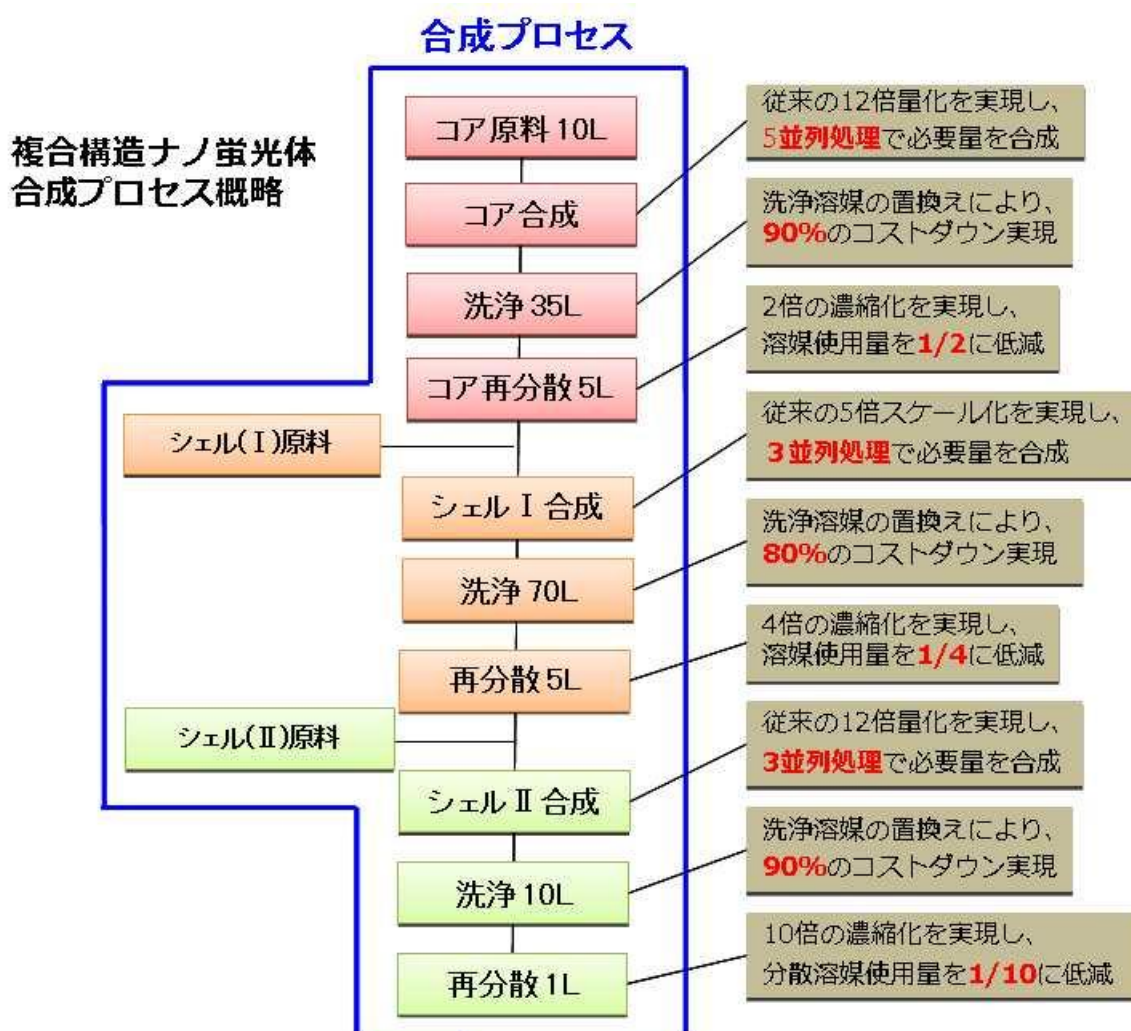 合成プロセス
複合構造ナノ蛍光体
合成プロセス概略
コア原料 10L
従来の12倍量化を実現し、
5並列処理で必要量を合成
コア合成
洗浄溶媒の置換えにより、
90%のコストダウン実現
洗浄 35L
2倍の濃縮化を実現し、
溶媒使用量を1/2に低減
コア再分散 5L
従来の5倍スケール化を実現し、
3並列処理で必要量を合成
シェル(Ⅰ)原料
シェル Ⅰ 合成
洗浄溶媒の置換えにより、
80%のコストダウン実現
洗浄 70L
4倍の濃縮化を実現し、
溶媒使用量を1/4に低減
再分散 5L
シェル(Ⅱ)原料
従来の12倍量化を実現し、
3並列処理で必要量を合成
シェル Ⅱ 合成
洗浄溶媒の置換えにより、
90%のコストダウン実現
洗浄 10L
10倍の濃縮化を実現し、
分散溶媒使用量を1/10に低減
再分散 1L